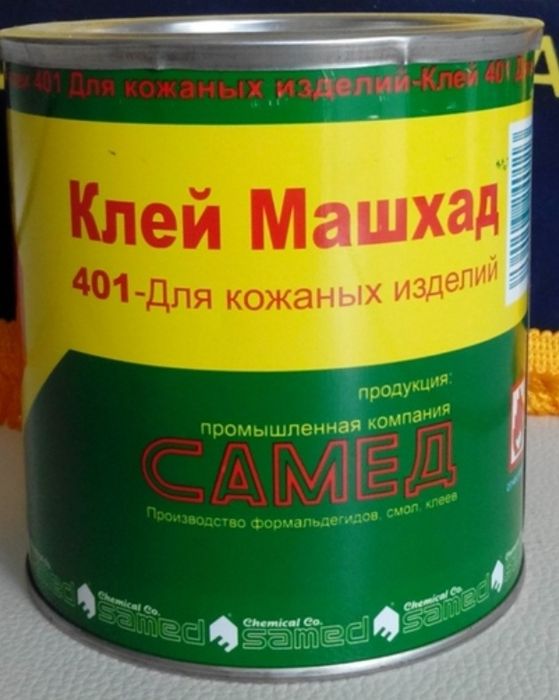 401 Для кожаных изделий-Клей 401
Клей Машхад
401-Для кожаных изделий
продукция:
промышленная компания
САМЕД
Производство формальдегидов, смол, клеев
Chemical Co.
samed
Chemical Co.
samed
Chemical Co.
samed